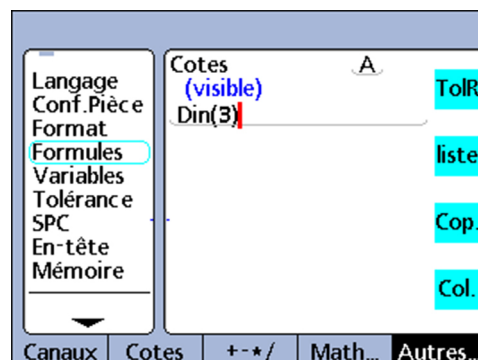 Langage
Conf.Pièce
Format
Formules
Variables
Tolérance
SPC
En-tête
Mémoire
Cotes A
(visible)
Din(3)
TolR
liste
Cop.
Col.
Canaux Cotes +-*/ Math... Autres...